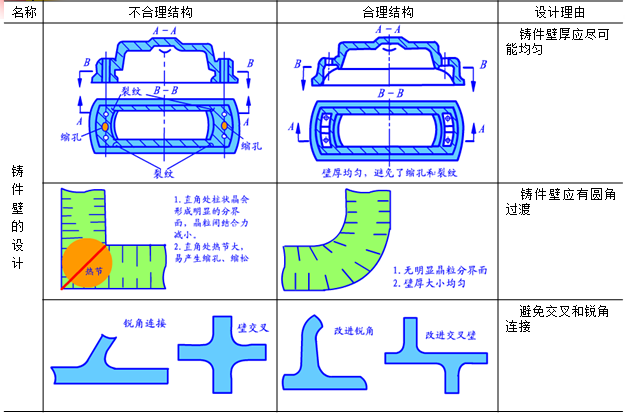 名称 不合理结构 合理结构 设计理由
铸件壁的设计
A-A
B B
裂纹
B-B
A A
缩孔 缩孔
裂纹
A-A
B B
B-B
A A
壁厚均匀，避免了缩孔和裂纹
铸件壁厚应尽可
能均匀
热节
1.直角处柱状晶会
形成明显的分界
面，晶粒间结合力
减小。
2.直角处热节大，
易产生缩孔、缩松
1.无明显晶粒分界面
2.壁厚大小均匀
铸件壁应有圆角
过渡
锐角连接
壁交叉
改进锐角
改进交叉壁
避免交叉和锐角
连接